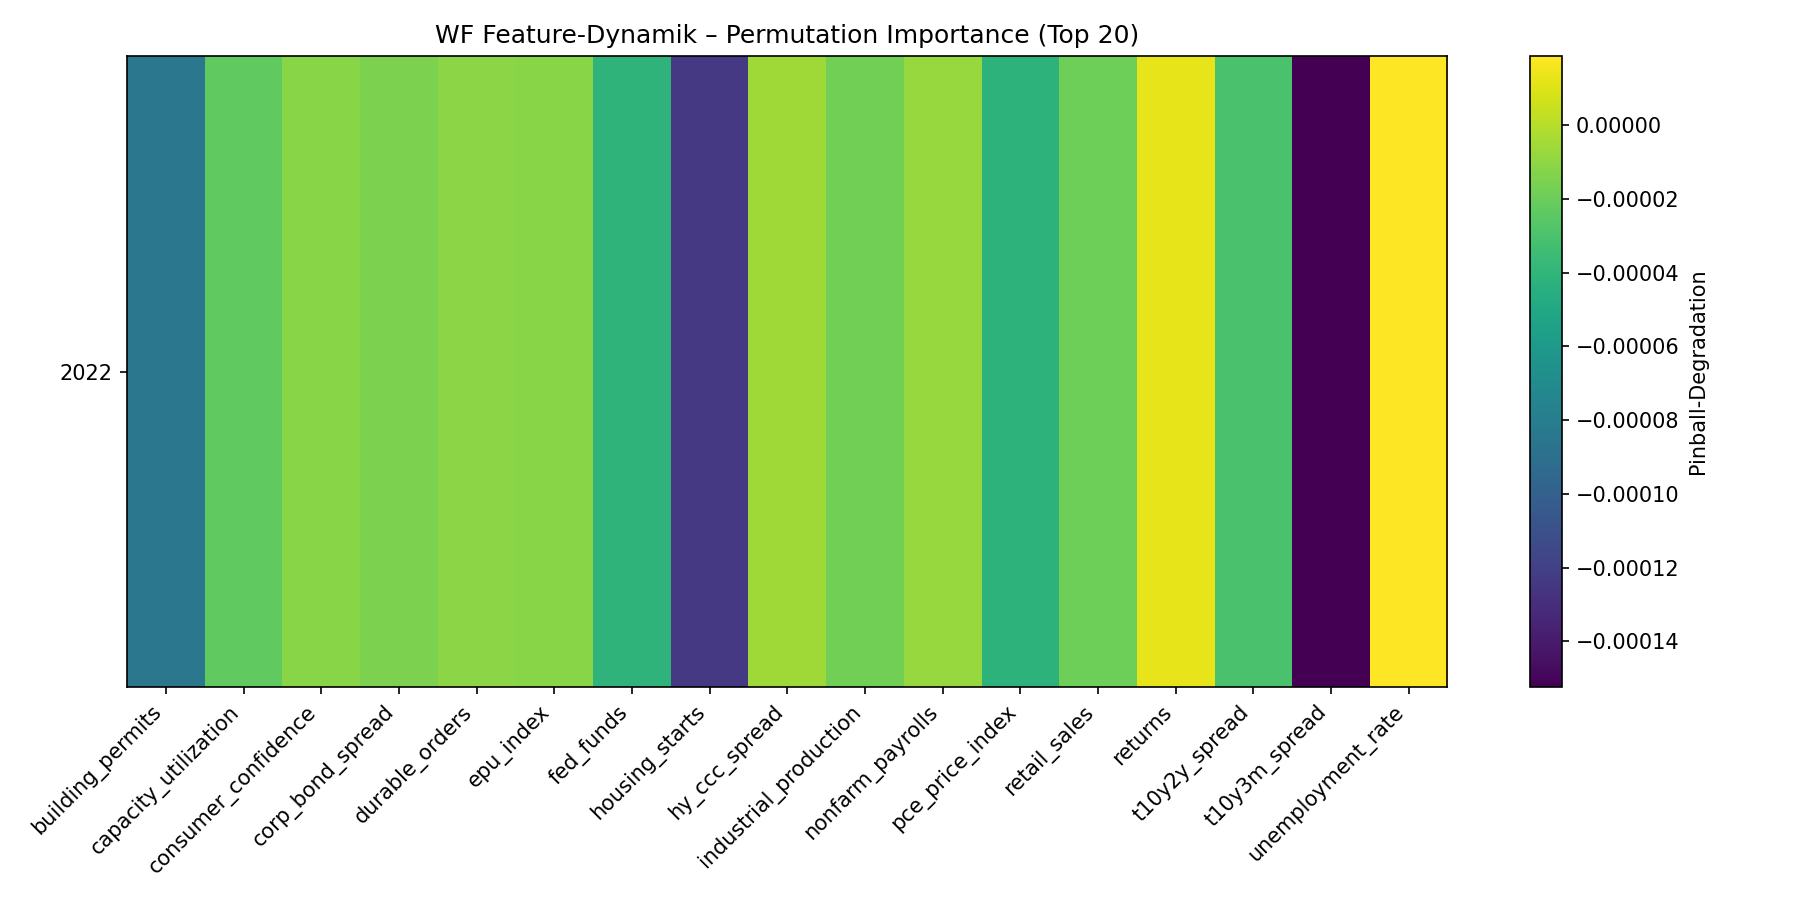 WF Feature-Dynamik – Permutation Importance (Top 20)
2022
building_permits
capacity_utilization
consumer_confidence
corp_bond_spread
durable_orders
epu_index
fed_funds
housing_starts
hy_ccc_spread
industrial_production
nonfarm_payrolls
pce_price_index
retail_sales
returns
t10y2y_spread
t10y3m_spread
unemployment_rate
0.00000
−0.00002
−0.00004
−0.00006
−0.00008
−0.00010
−0.00012
−0.00014
Pinball-Degradation